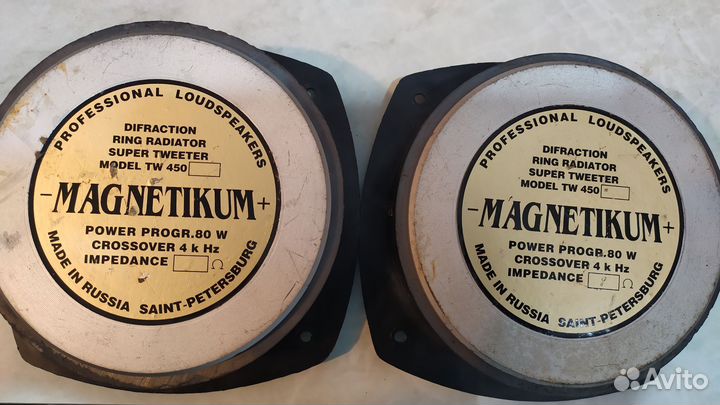 PROFESSIONAL LOUDSPEAKERS
DIFRACTION
RING RADIATOR
SUPER TWEETER
MODEL TW 450
-MAGNETIKUM+
POWER PROGR.80 W
CROSSOVER 4 k Hz
IMPEDANCE Ω
MADE IN RUSSIA SAINT-PETERSBURG
PROFESSIONAL LOUDSPEAKERS
DIFRACTION
RING RADIATOR
SUPER TWEETER
MODEL TW 450
-MAGNETIKUM+
POWER PROGR.80 W
CROSSOVER 4 k Hz
IMPEDANCE Ω
MADE IN RUSSIA SAINT-PETERSBURG
Avito